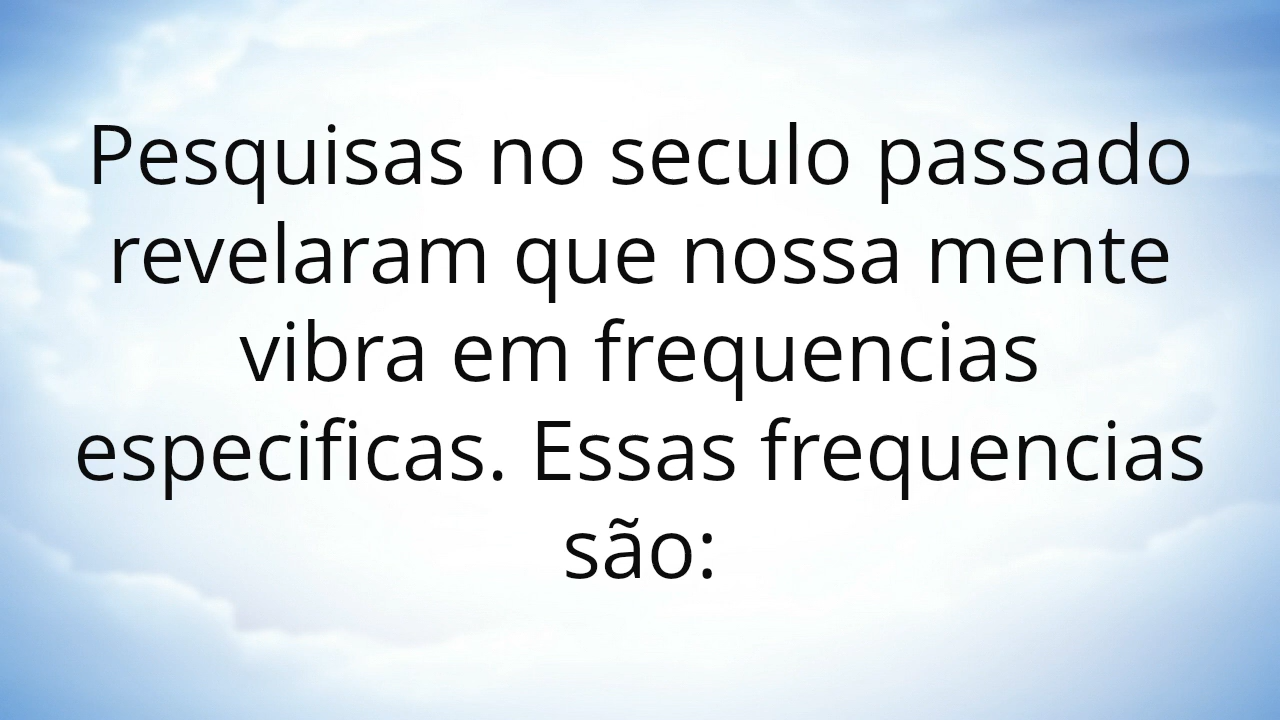 Pesquisas no seculo passado
revelaram que nossa mente
vibra em frequencias
especificas. Essas frequencias
são: